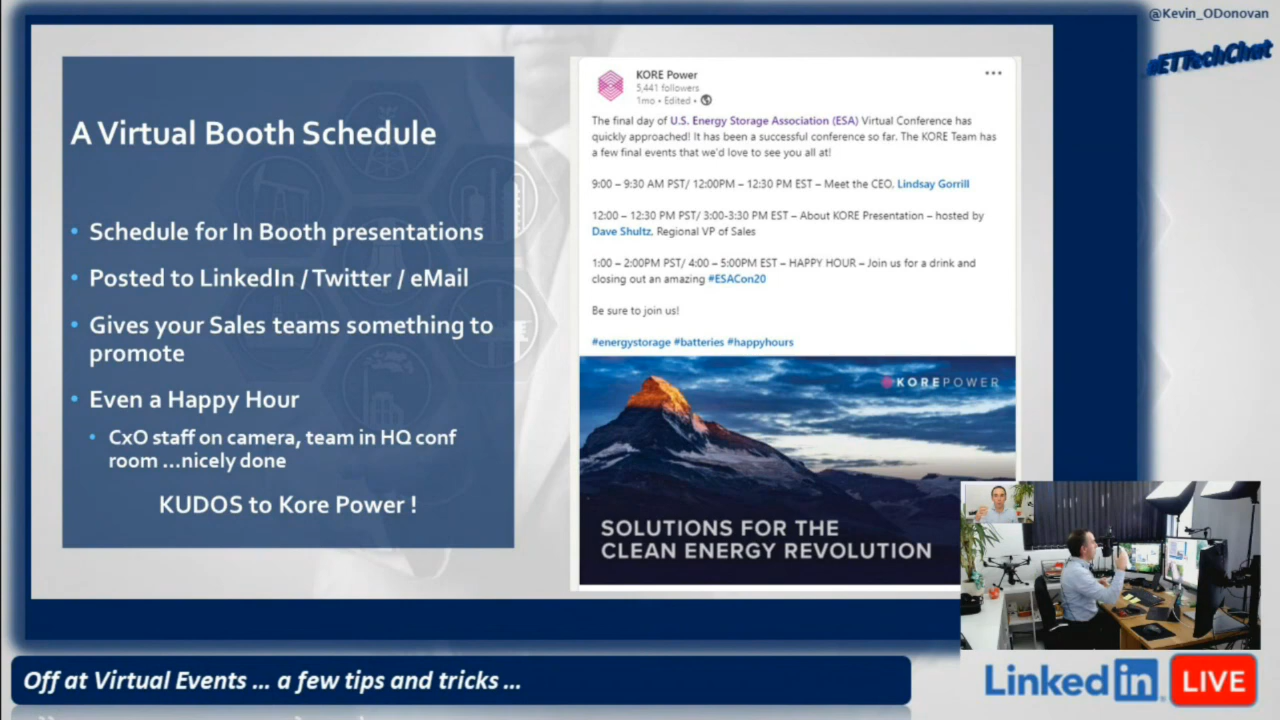 @Kevin_ODonovan
#ETTechChat
A Virtual Booth Schedule
• Schedule for In Booth presentations
• Posted to LinkedIn / Twitter / eMail
• Gives your Sales teams something to
promote
• Even a Happy Hour
• CxO staff on camera, team in HQ conf
room ...nicely done
KUDOS to Kore Power !
KORE Power
5,441 followers
1mo • Edited •
The final day of U.S. Energy Storage Association (ESA) Virtual Conference has
quickly approached! It has been a successful conference so far. The KORE Team has
a few final events that we'd love to see you all at!
9:00 – 9:30 AM PST/ 12:00PM – 12:30 PM EST – Meet the CEO, Lindsay Gorrill
12:00 – 12:30 PM PST/ 3:00-3:30 PM EST – About KORE Presentation – hosted by
Dave Shultz, Regional VP of Sales
1:00 – 2:00PM PST/ 4:00 – 5:00PM EST – HAPPY HOUR – Join us for a drink and
closing out an amazing #ESACon20
Be sure to join us!
#energystorage #batteries #happyhours
KOREPOWER
SOLUTIONS FOR THE
CLEAN ENERGY REVOLUTION
Off at Virtual Events ... a few tips and tricks ...
Linked in LIVE